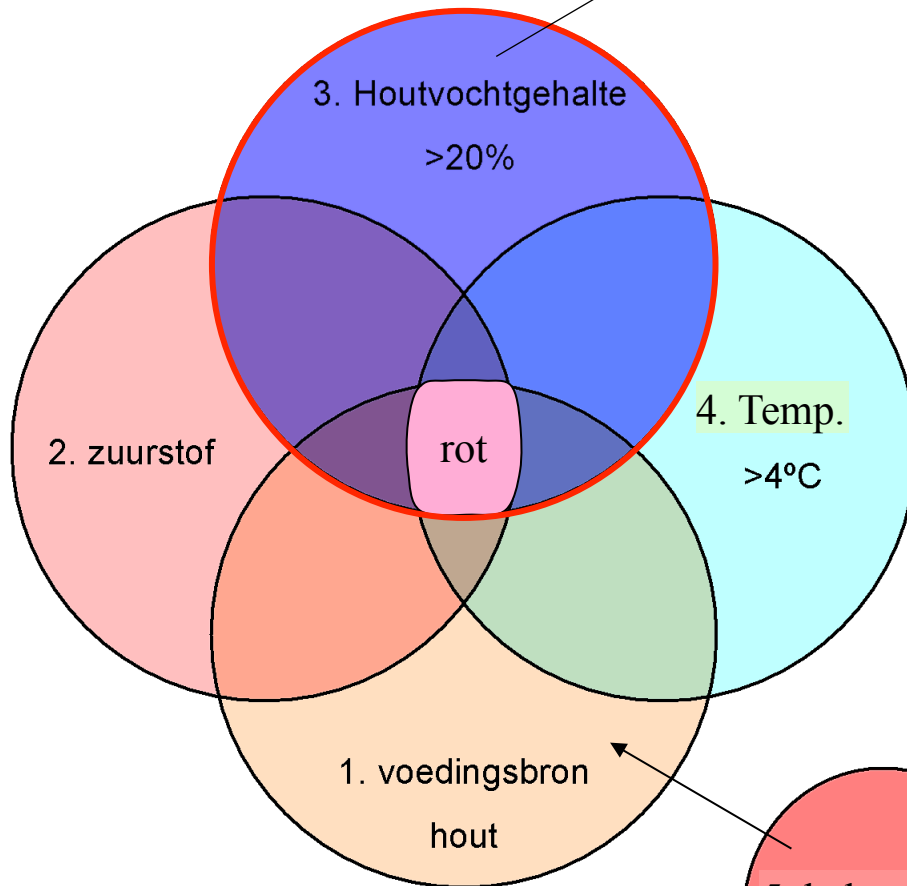 3. Houtvochtgehalte
>20%
2. zuurstof
rot
4. Temp.
>4ºC
1. voedingsbron
hout